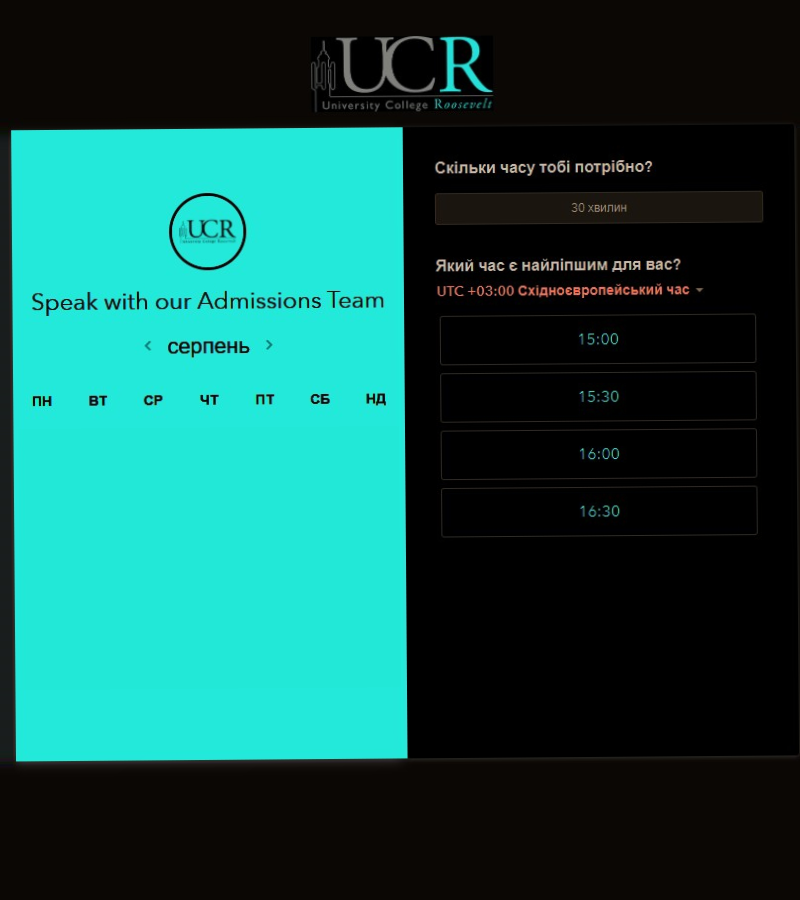 UCR
University College Roosevelt
UCR
University College Roosevelt
Speak with our Admissions Team
серпень
ПН ВТ СР ЧТ ПТ СБ НД
Скільки часу тобі потрібно?
30 хвилин
Який час є найліпшим для вас?
UTC +03:00 Східноєвропейський час
15:00
15:30
16:00
16:30